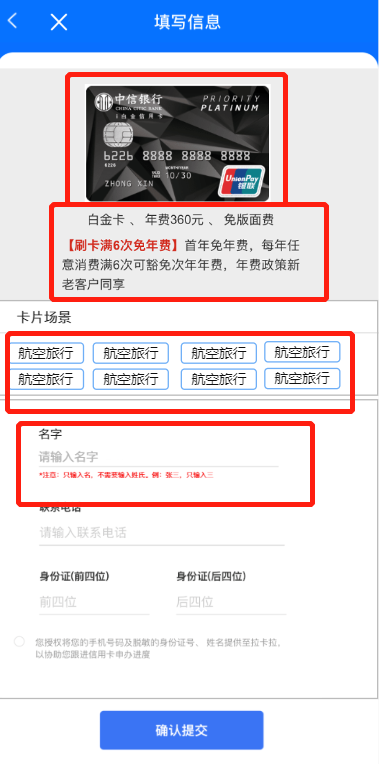 填写信息
中信银行
CHINA CITIC BANK
i白金信用卡
PRIORITY
PLATINUM
6226 8888 8888 8888
6226
MONTH/YEAR
10/30
ZHONG XIN
UnionPay
银联
白金卡 、 年费360元 、 免版面费
【刷卡满6次免年费】首年免年费，每年任
意消费满6次可豁免次年年费，年费政策新
老客户同享
卡片场景
航空旅行 航空旅行 航空旅行 航空旅行
航空旅行 航空旅行 航空旅行 航空旅行
名字
请输入名字
*注意：只输入名，不需要输入姓氏。例：张三，只输入三
联系电话
请输入联系电话
身份证(前四位) 身份证(后四位)
前四位 后四位
您授权将您的手机号码及脱敏的身份证号、 姓名提供至拉卡拉，
以协助您跟进信用卡申办进度
确认提交